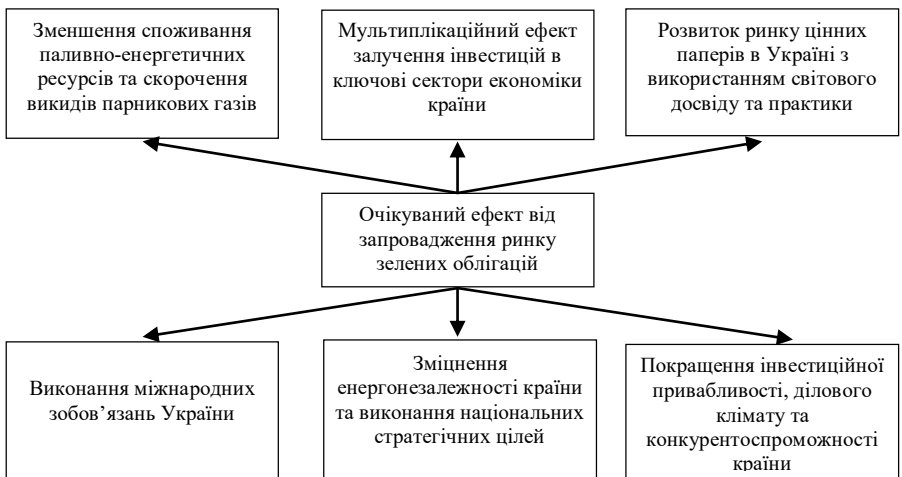 Зменшення споживання
паливно-енергетичних
ресурсів та скорочення
викидів парникових газів
Мультиплікаційний ефект
залучення інвестицій в
ключові сектори економіки
країни
Розвиток ринку цінних
паперів в Україні з
використанням світового
досвіду та практики
Очікуваний ефект від
запровадження ринку
зелених облігацій
Виконання міжнародних
зобов’язань України
Зміцнення
енергонезалежності країни
та виконання національних
стратегічних цілей
Покращення інвестиційної
привабливості, ділового
клімату та
конкурентоспроможності
країни